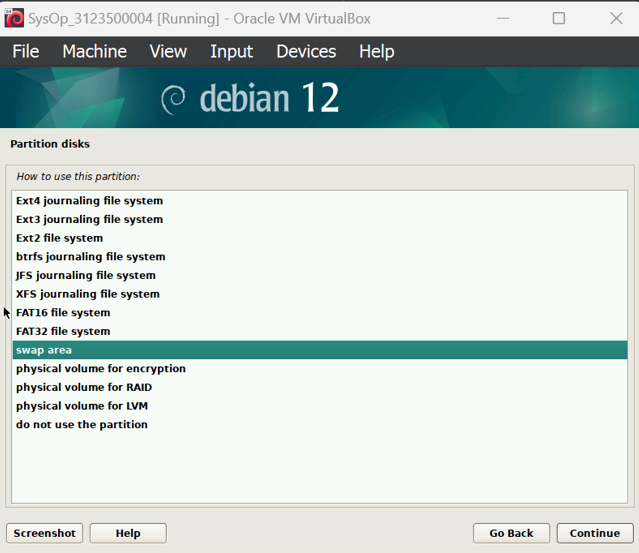 SysOp_3123500004 [Running] - Oracle VM VirtualBox
File Machine View Input Devices Help
debian 12
Partition disks
How to use this partition:
Ext4 journaling file system
Ext3 journaling file system
Ext2 file system
btrfs journaling file system
JFS journaling file system
XFS journaling file system
FAT16 file system
FAT32 file system
swap area
physical volume for encryption
physical volume for RAID
physical volume for LVM
do not use the partition
Screenshot Help Go Back Continue